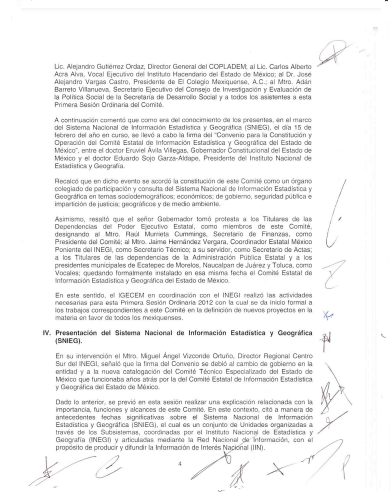 Lic. Alejandro Gutiérrez Ordaz, Director General del COPLADEM; al Lic. Carlos Alberto
Acra Alva, Vocal Ejecutivo del Instituto Hacendario del Estado de México; al Dr. José
Alejandro Vargas Castro, Presidente de El Colegio Mexiquense, A.C.; al Mtro. Adán
Barreto Villanueva, Secretario Ejecutivo del Consejo de Investigación y Evaluación de
la Política Social de la Secretaría de Desarrollo Social y a todos los asistentes a esta
Primera Sesión Ordinaria del Comité.
A continuación comentó que como era del conocimiento de los presentes, en el marco
del Sistema Nacional de Información Estadística y Geográfica (SNIEG), el día 15 de
febrero del año en curso, se llevó a cabo la firma del "Convenio para la Constitución y
Operación del Comité Estatal de Información Estadística y Geográfica del Estado de
México", entre el doctor Eruviel Ávila Villegas, Gobernador Constitucional del Estado de
México y el doctor Eduardo Sojo Garza-Aldape, Presidente del Instituto Nacional de
Estadística y Geografía.
Recalcó que en dicho evento se acordó la constitución de este Comité como un órgano
colegiado de participación y consulta del Sistema Nacional de Información Estadística y
Geográfica en temas sociodemográficos; económicos; de gobierno, seguridad pública e
impartición de justicia; geográficos y de medio ambiente.
Asimismo, resaltó que el señor Gobernador tomó protesta a los Titulares de las
Dependencias del Poder Ejecutivo Estatal, como miembros de este Comité,
designando al Mtro. Raúl Murrieta Cummings, Secretario de Finanzas, como
Presidente del Comité; al Mtro. Jaime Hernández Vergara, Coordinador Estatal México
Poniente del INEGI, como Secretario Técnico; a su servidor, como Secretario de Actas;
a los Titulares de las dependencias de la Administración Pública Estatal y a los
presidentes municipales de Ecatepec de Morelos, Naucalpan de Juárez y Toluca, como
Vocales; quedando formalmente instalado en esa misma fecha el Comité Estatal de
Información Estadística y Geográfica del Estado de México.
En este sentido, el IGECEM en coordinación con el INEGI realizó las actividades
necesarias para esta Primera Sesión Ordinaria 2012 con la cual se da inicio formal a
los trabajos correspondientes a este Comité en la definición de nuevos proyectos en la
materia en favor de todos los mexiquenses.
IV. Presentación del Sistema Nacional de Información Estadística y Geográfica
(SNIEG).
En su intervención el Mtro. Miguel Ángel Vizconde Ortuño, Director Regional Centro
Sur del INEGI, señaló que la firma del Convenio se debió al cambio de gobierno en la
entidad y a la nueva catalogación del Comité Técnico Especializado del Estado de
México que funcionaba años atrás por la del Comité Estatal de Información Estadística
y Geográfica del Estado de México.
Dado lo anterior, se previó en esta sesión realizar una explicación relacionada con la
importancia, funciones y alcances de este Comité. En este contexto, citó a manera de
antecedentes fechas significativas sobre el Sistema Nacional de Información
Estadística y Geográfica (SNIEG), el cual es un conjunto de Unidades organizadas a
través de los Subsistemas, coordinadas por el Instituto Nacional de Estadística y
Geografía (INEGI) y articuladas mediante la Red Nacional de Información, con el
propósito de producir y difundir la Información de Interés Nacional (IIN).
4